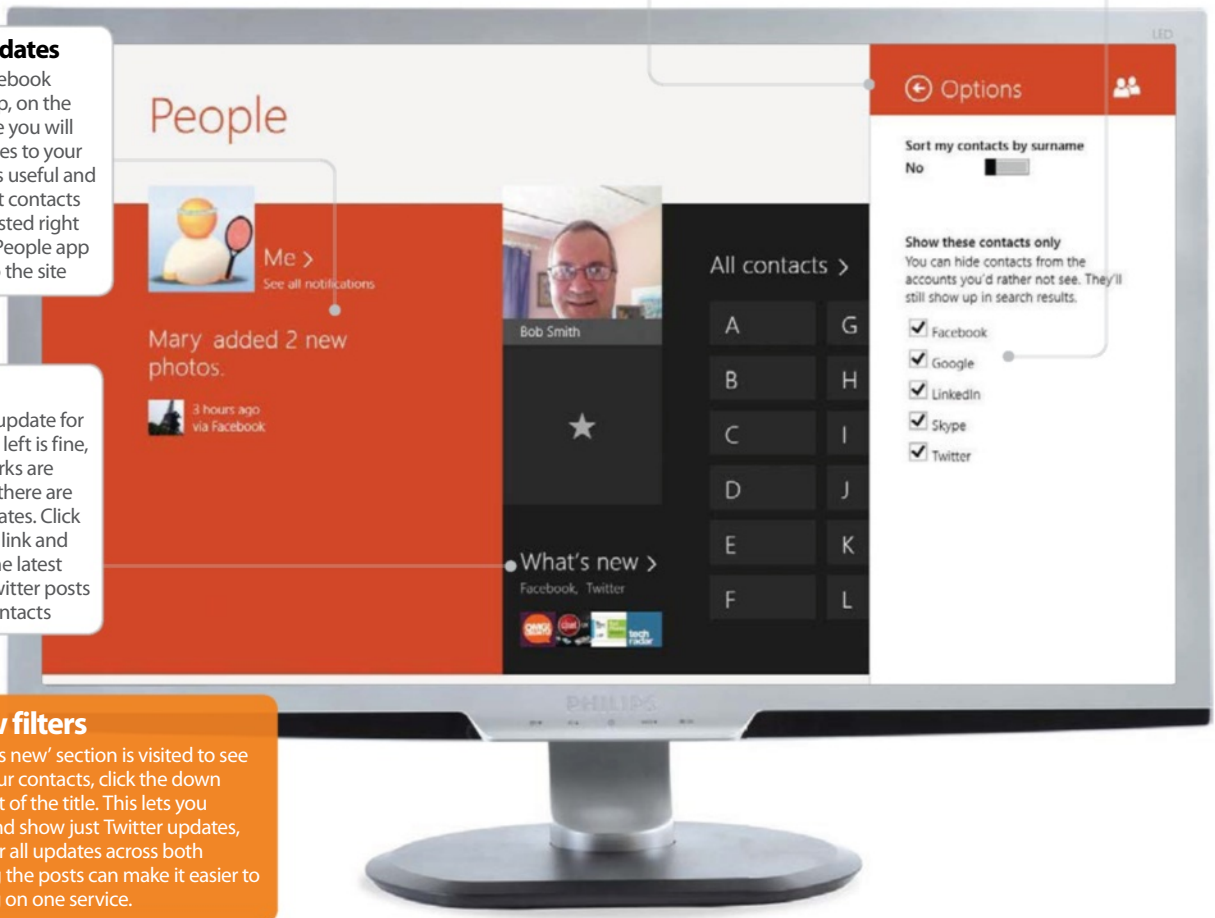 dates
ebook
p, on the
e you will
es to your
s useful and
t contacts
sted right
People app
o the site
update for
left is fine,
rks are
there are
ates. Click
link and
ne latest
witter posts
ntacts
v filters
s new' section is visited to see
ur contacts, click the down
t of the title. This lets you
nd show just Twitter updates,
r all updates across both
g the posts can make it easier to
g on one service.
LED
People
Me >
See all notifications
Mary added 2 new
photos.
3 hours ago
via Facebook
Bob Smith
What's new >
Facebook, Twitter
OMG!
cnet
tech
radar
All contacts >
A G
B H
C I
D J
E K
F L
Options
Sort my contacts by surname
No
Show these contacts only
You can hide contacts from the
accounts you'd rather not see. They'll
still show up in search results.
Facebook
Google
LinkedIn
Skype
Twitter
PHILIPS